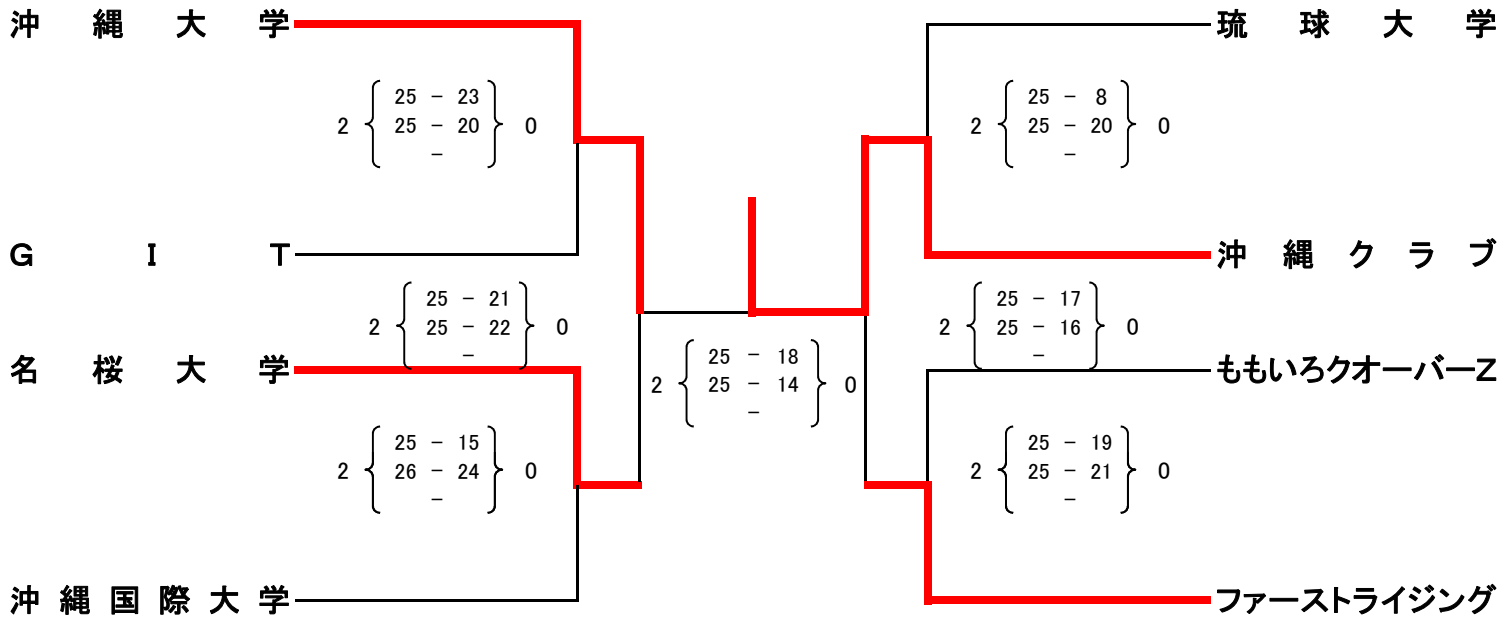 沖縄大学
琉球大学
25 - 23
2 25 - 20 0
-
25 - 8
2 25 - 20 0
-
GIT
沖縄クラブ
25 - 21
2 25 - 22 0
-
25 - 17
2 25 - 16 0
-
名桜大学
ももいろクオーバーZ
25 - 18
2 25 - 14 0
-
25 - 15
2 26 - 24 0
-
25 - 19
2 25 - 21 0
-
沖縄国際大学
ファーストライジング